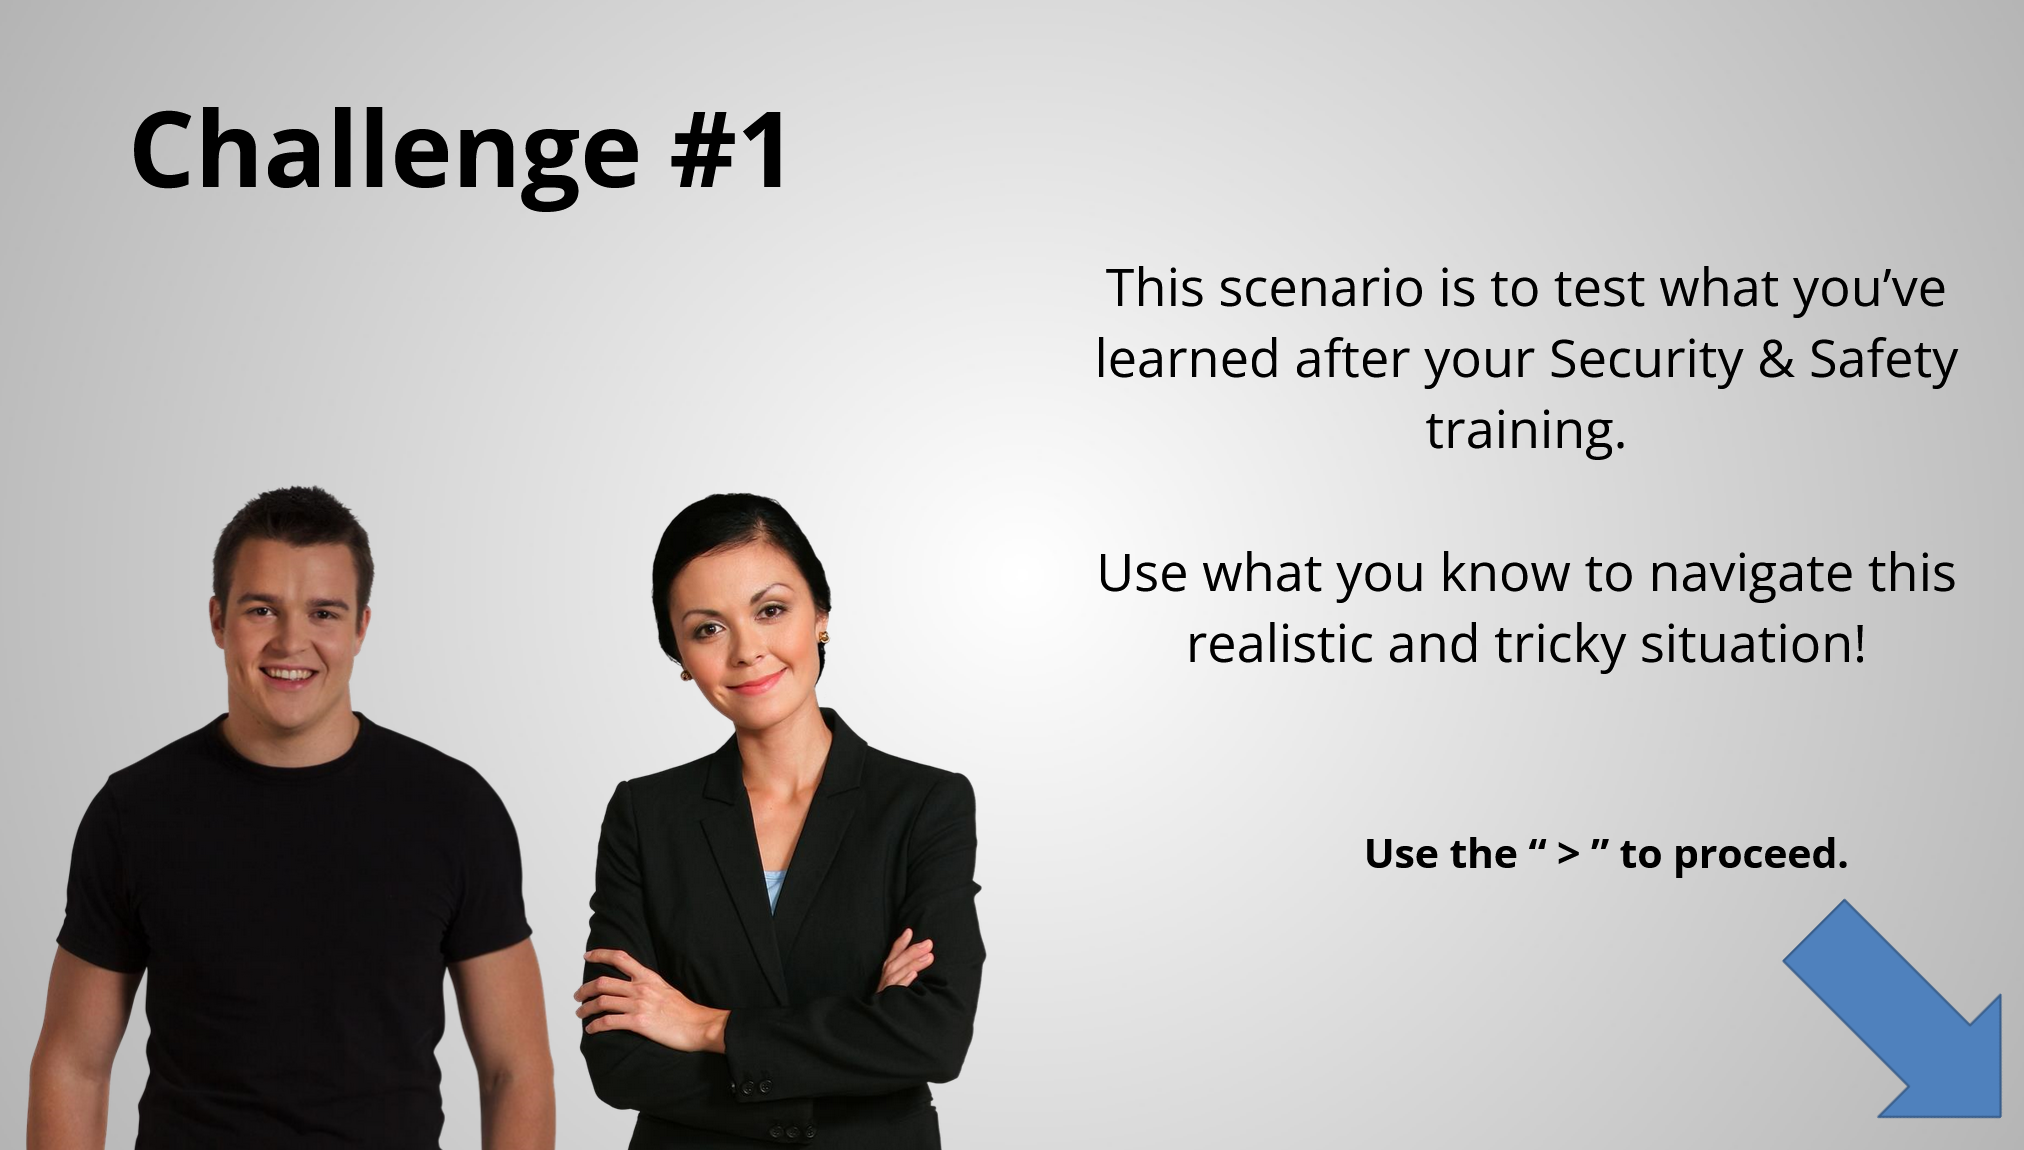 Challenge #1
This scenario is to test what you’ve
learned after your Security & Safety
training.
Use what you know to navigate this
realistic and tricky situation!
Use the “ > ” to proceed.